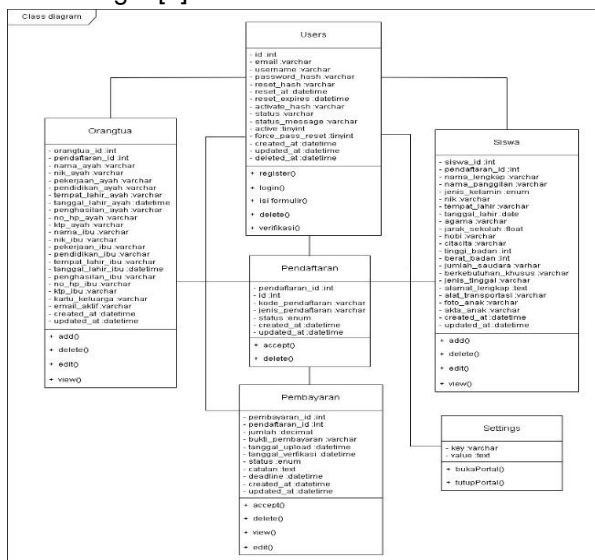 Class diagram
Users
- id :int
- email :varchar
- username :varchar
- password_hash :varchar
- reset_hash :varchar
- reset_at :datetime
- reset_expires :datetime
- activate_hash :varchar
- status :varchar
- status_message :varchar
- active :tinyint
- force_pass_reset :tinyint
- created_at :datetime
- updated_at :datetime
- deleted_at :datetime
+ register()
+ login()
+ isi formulir()
+ delete()
+ verifikasi()
Orangtua
- orangtua_id :int
- pendaftaran_id :int
- nama_ayah :varchar
- nik_ayah :varchar
- pekerjaan_ayah :varchar
- pendidikan_ayah :varchar
- tempat_lahir_ayah :varchar
- tanggal_lahir_ayah :datetime
- penghasilan_ayah :varchar
- no_hp_ayah :varchar
- ktp_ayah :varchar
- nama_ibu :varchar
- nik_ibu :varchar
- pekerjaan_ibu :varchar
- pendidikan_ibu :varchar
- tempat_lahir_ibu :varchar
- tanggal_lahir_ibu :datetime
- penghasilan_ibu :varchar
- no_hp_ibu :varchar
- ktp_ibu :varchar
- kartu_keluarga :varchar
- email_aktif :varchar
- created_at :datetime
- updated_at :datetime
+ add()
+ delete()
+ edit()
+ view()
Siswa
- siswa_id :int
- pendaftaran_id :int
- nama_lengkap :varchar
- nama_panggilan :varchar
- jenis_kelamin :enum
- nik :varchar
- tempat_lahir :varchar
- tanggal_lahir :date
- agama :varchar
- jarak_sekolah :float
- hobi :varchar
- citacita :varchar
- tinggi_badan :int
- berat_badan :int
- jumlah_saudara :varhar
- berkebutuhan_khusus :varchar
- jenis_tinggal :varchar
- alamat_lengkap :text
- alat_transportasi :varchar
- foto_anak :varchar
- akta_anak :varchar
- created_at :datetime
- updated_at :datetime
+ add()
+ delete()
+ edit()
+ view()
Pendaftaran
- pendaftaran_id :int
- id :int
- kode_pendaftaran :varchar
- jenis_pendaftaran :varchar
- status :enum
- created_at :datetime
- updated_at :datetime
+ accept()
+ delete()
Pembayaran
- pembayaran_id :int
- pendaftaran_id :int
- jumlah :decimal
- bukti_pembayaran :varchar
- tanggal_upload :datetime
- tanggal_verifikasi :datetime
- status :enum
- catatan :text
- deadline :datetime
- created_at :datetime
- updated_at :datetime
+ accept()
+ delete()
+ view()
+ edit()
Settings
- key :varchar
- value :text
+ bukaPortal()
+ tutupPortal()